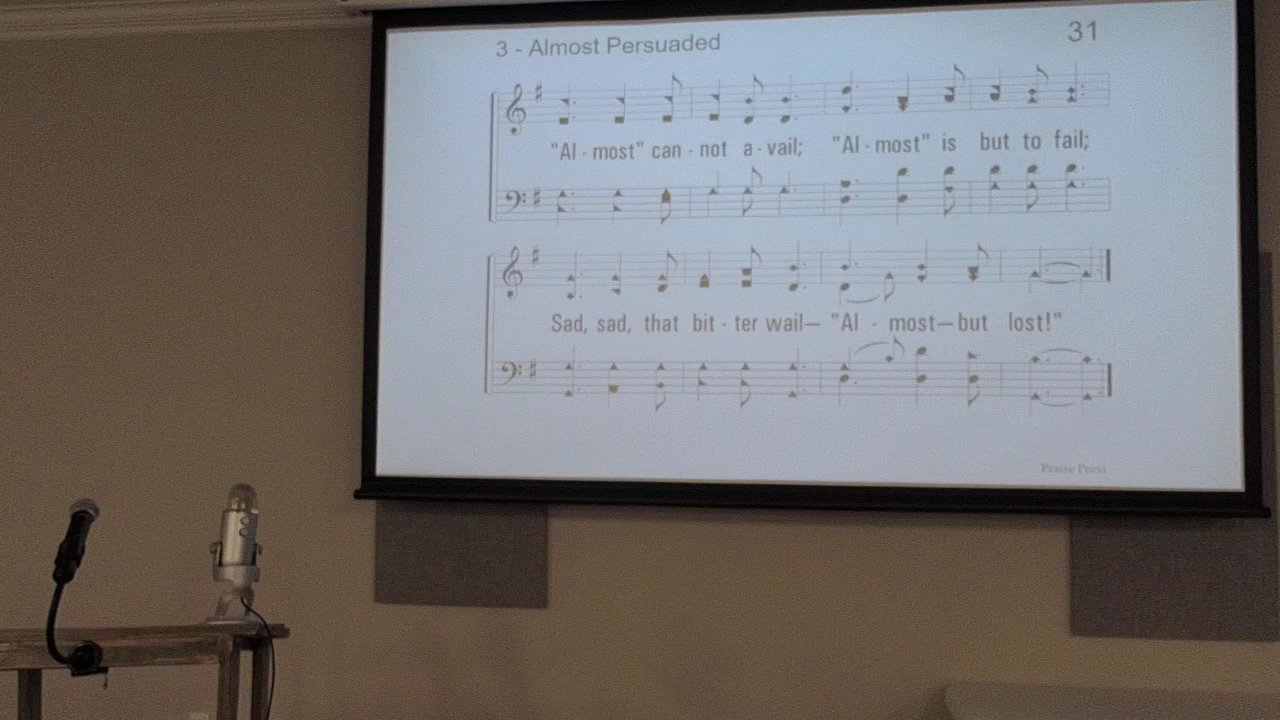 3 - Almost Persuaded 31
"Al - most" can - not a - vail; "Al - most" is but to fail;
Sad, sad, that bit - ter wail— "Al - most—but lost!"
Praise Press